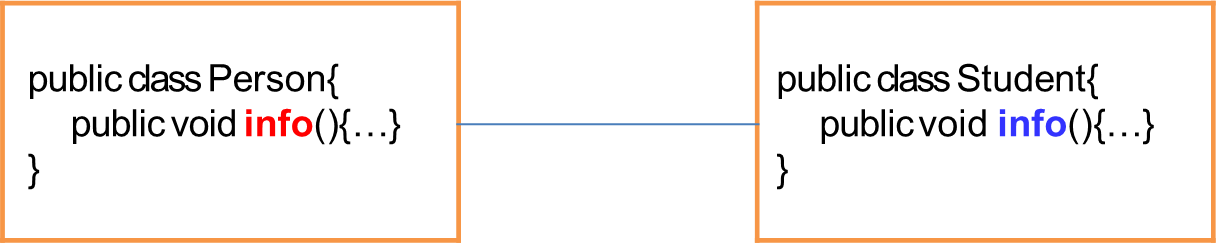 public class Person{
public void info(){…}
}
public class Student{
public void info(){…}
}